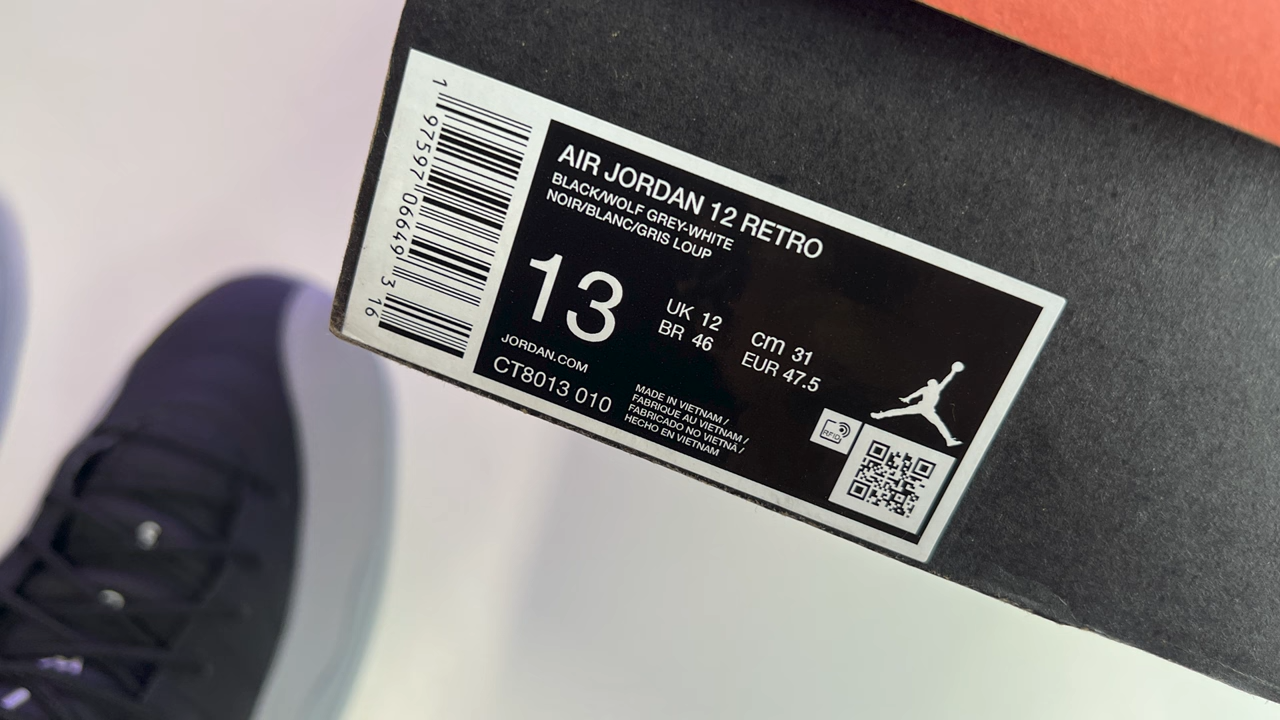 1 97597 06649 3 16
AIR JORDAN 12 RETRO
BLACK/WOLF GREY-WHITE
NOIR/BLANC/GRIS LOUP
13
UK 12
BR 46
cm 31
EUR 47.5
JORDAN.COM
CT8013 010
MADE IN VIETNAM /
FABRIQUE AU VIETNAM /
FABRICADO NO VIETNÃ /
HECHO EN VIETNAM
RFID